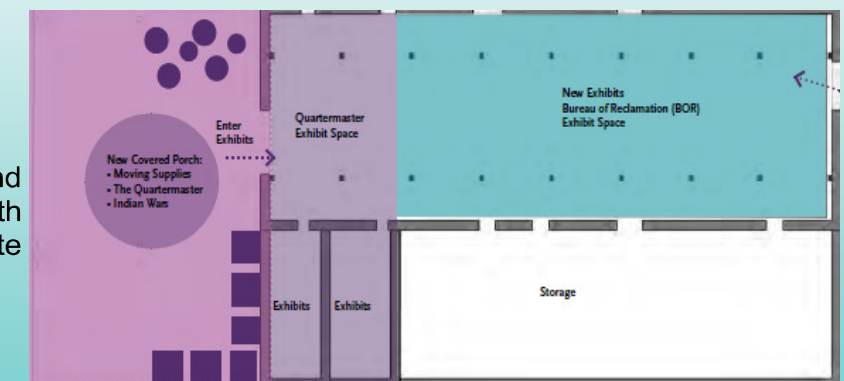 nd
th
te
New Covered Porch:
• Moving Supplies
• The Quartermaster
• Indian Wars
Enter
Exhibits
Quartermaster
Exhibit Space
New Exhibits
Bureau of Reclamation (BOR)
Exhibit Space
Exhibits
Exhibits
Storage